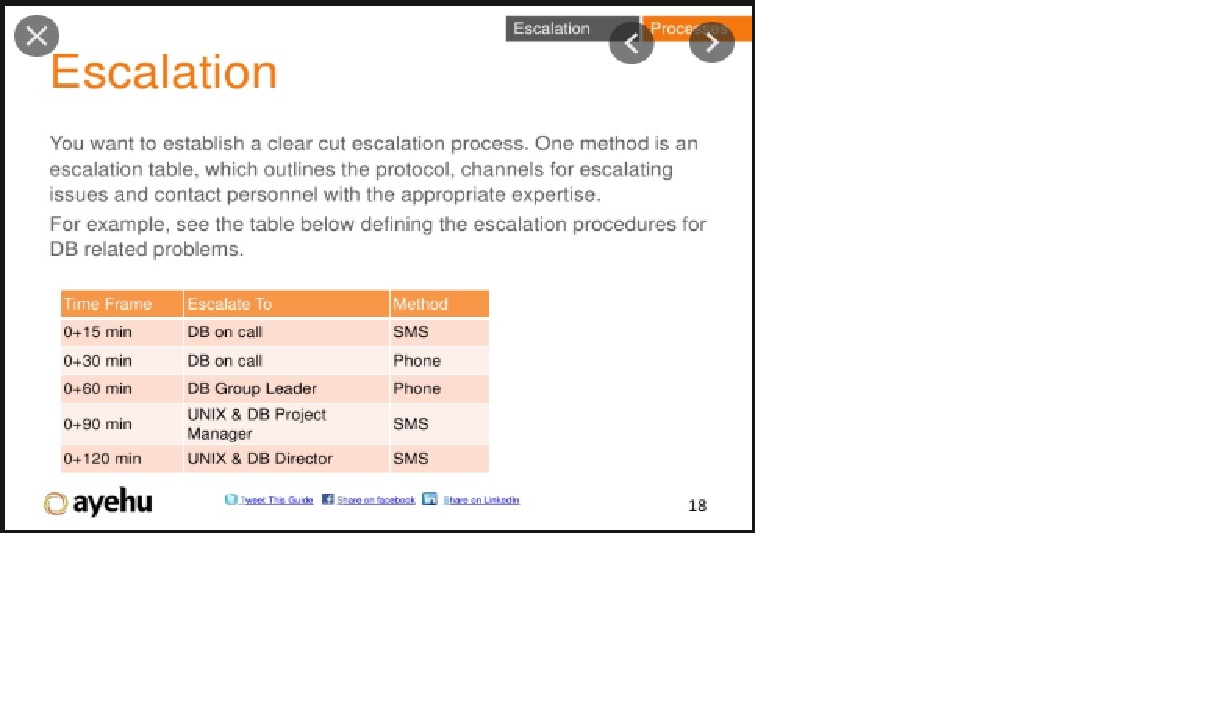 Escalation Processes
Escalation
You want to establish a clear cut escalation process. One method is an
escalation table, which outlines the protocol, channels for escalating
issues and contact personnel with the appropriate expertise.
For example, see the table below defining the escalation procedures for
DB related problems.
Time Frame Escalate To Method
0+15 min DB on call SMS
0+30 min DB on call Phone
0+60 min DB Group Leader Phone
0+90 min UNIX & DB Project Manager SMS
0+120 min UNIX & DB Director SMS
ayehu Tweet This Guide Share on facebook Share on LinkedIn 18